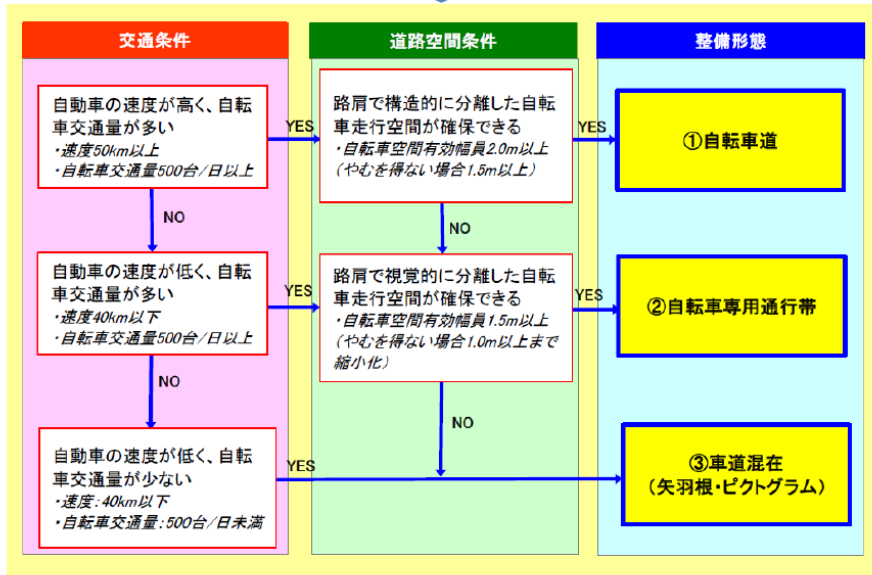 交通条件
道路空間条件
整備形態
自動車の速度が高く、自転
車交通量が多い
・速度50km以上
・自転車交通量500台/日以上
YES
路肩で構造的に分離した自転
車走行空間が確保できる
・自転車空間有効幅員2.0m以上
（やむを得ない場合1.5m以上）
YES
①自転車道
NO
NO
自動車の速度が低く、自転
車交通量が多い
・速度40km以下
・自転車交通量500台/日以上
YES
路肩で視覚的に分離した自転
車走行空間が確保できる
・自転車空間有効幅員1.5m以上
（やむを得ない場合1.0m以上まで
縮小化）
YES
②自転車専用通行帯
NO
NO
自動車の速度が低く、自転
車交通量が少ない
・速度：40km以下
・自転車交通量：500台/日未満
YES
③車道混在
（矢羽根・ピクトグラム）